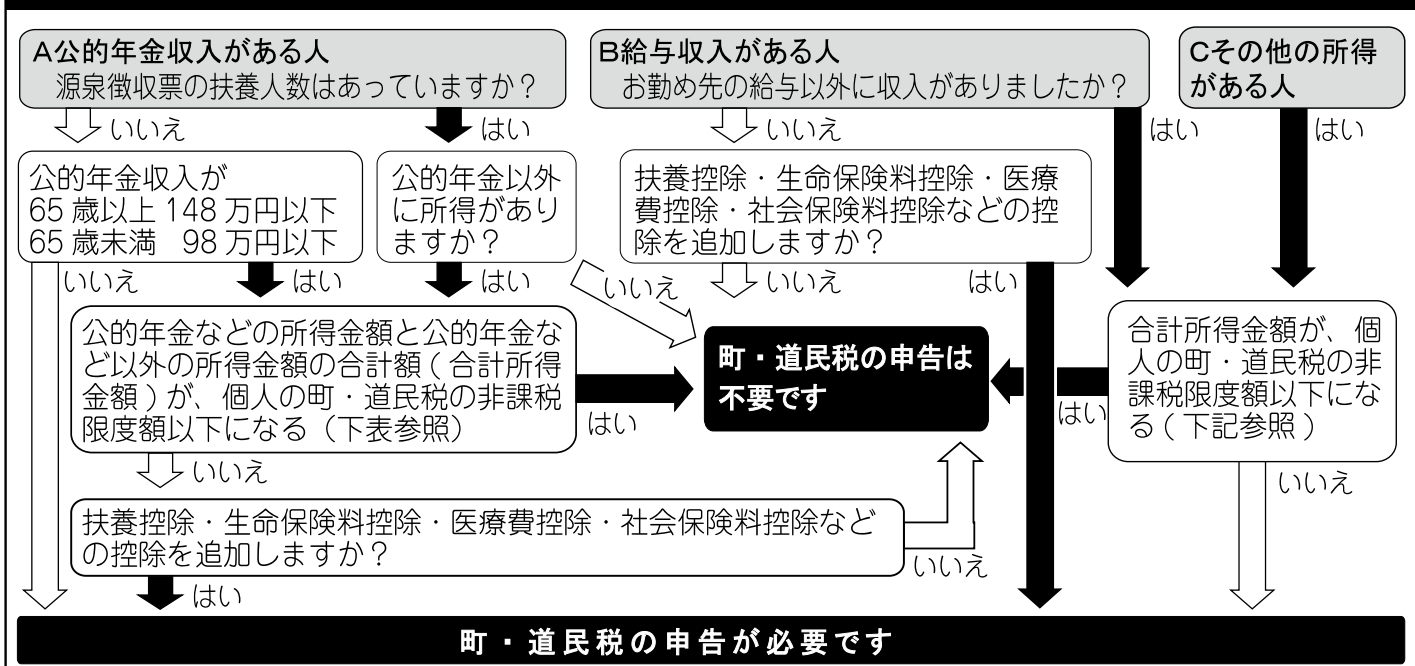 A公的年金収入がある人
源泉徴収票の扶養人数はあっていますか？
B給与収入がある人
お勤め先の給与以外に収入がありましたか？
Cその他の所得
がある人
いいえ
はい
いいえ
はい
はい
公的年金収入が
65歳以上 148万円以下
65歳未満 98万円以下
公的年金以外
に所得があり
ますか？
扶養控除・生命保険料控除・医療
費控除・社会保険料控除などの控
除を追加しますか？
いいえ
はい
はい
いいえ
いいえ
はい
公的年金などの所得金額と公的年金な
ど以外の所得金額の合計額（合計所得
金額）が、個人の町・道民税の非課税
限度額以下になる（下表参照）
はい
町・道民税の申告は
不要です
はい
合計所得金額が、個
人の町・道民税の非
課税限度額以下にな
る（下記参照）
いいえ
いいえ
扶養控除・生命保険料控除・医療費控除・社会保険料控除など
の控除を追加しますか？
いいえ
はい
町・道民税の申告が必要です